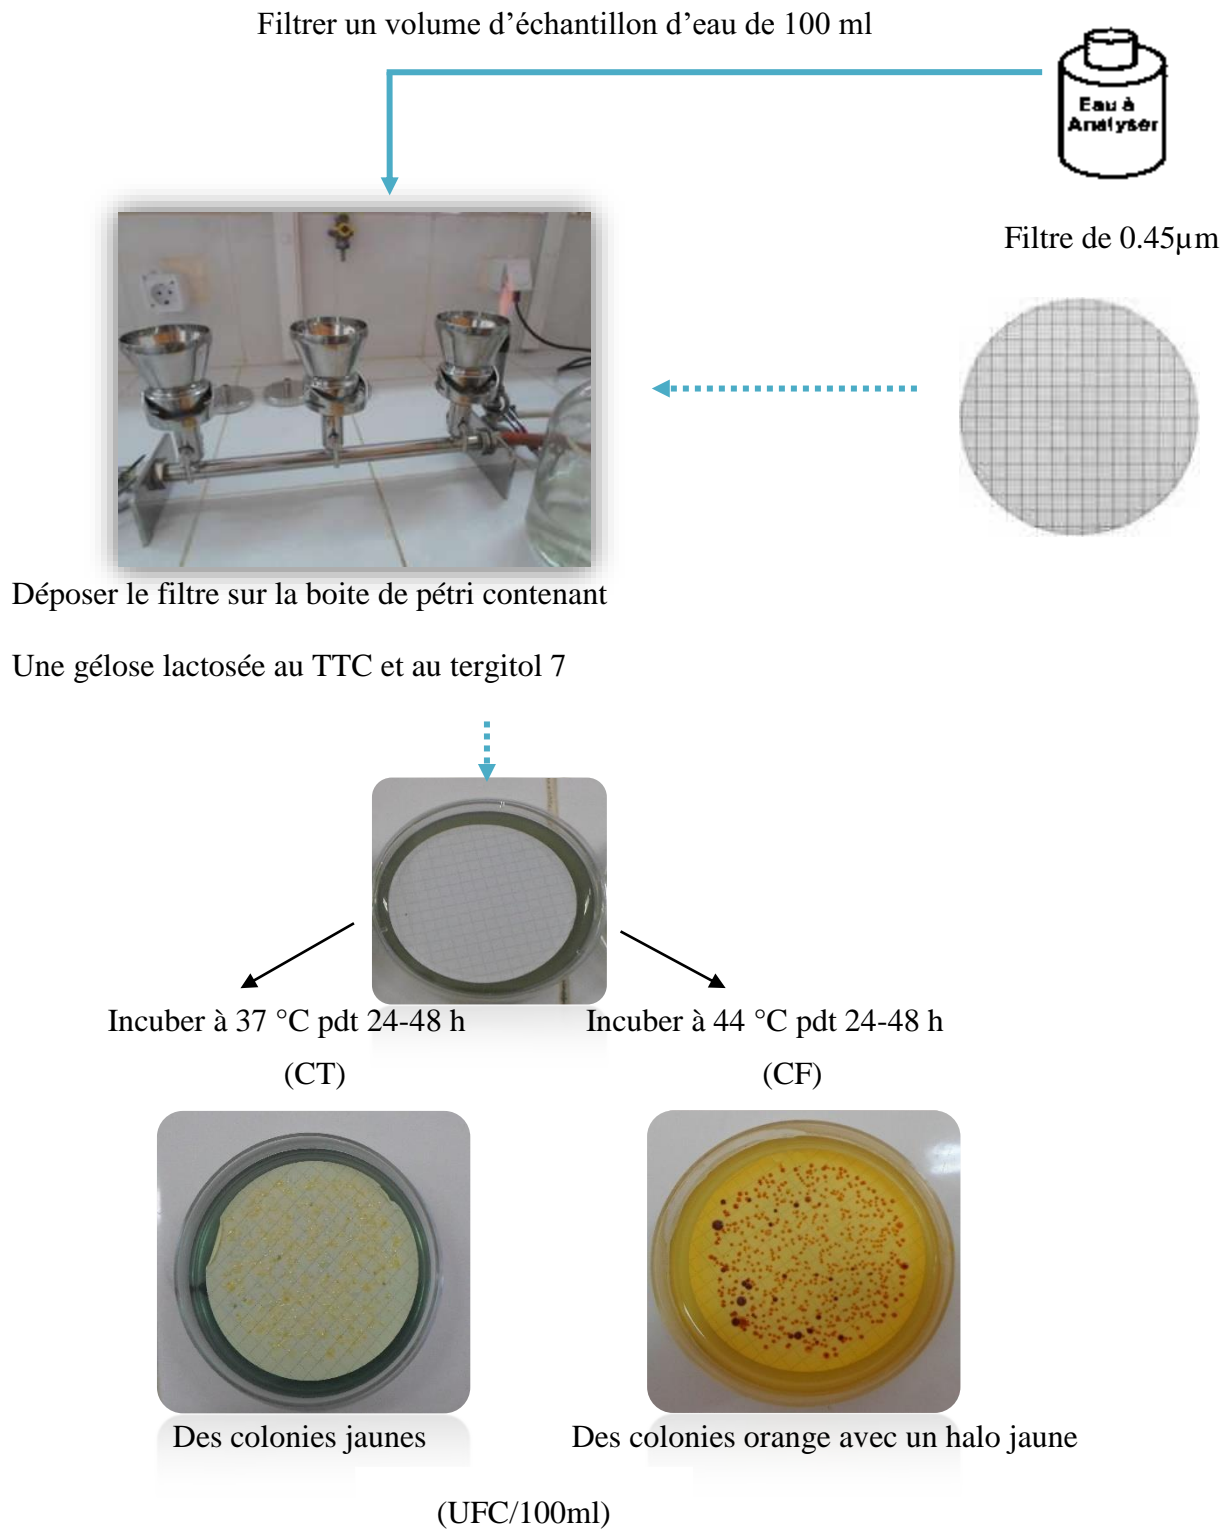 Filtrer un volume d’échantillon d’eau de 100 ml
Eau à
Analyser
Filtre de 0.45µm
Déposer le filtre sur la boite de pétri contenant
Une gélose lactosée au TTC et au tergitol 7
Incuber à 37 °C pdt 24-48 h
Incuber à 44 °C pdt 24-48 h
(CT)
(CF)
Des colonies jaunes
Des colonies orange avec un halo jaune
(UFC/100ml)